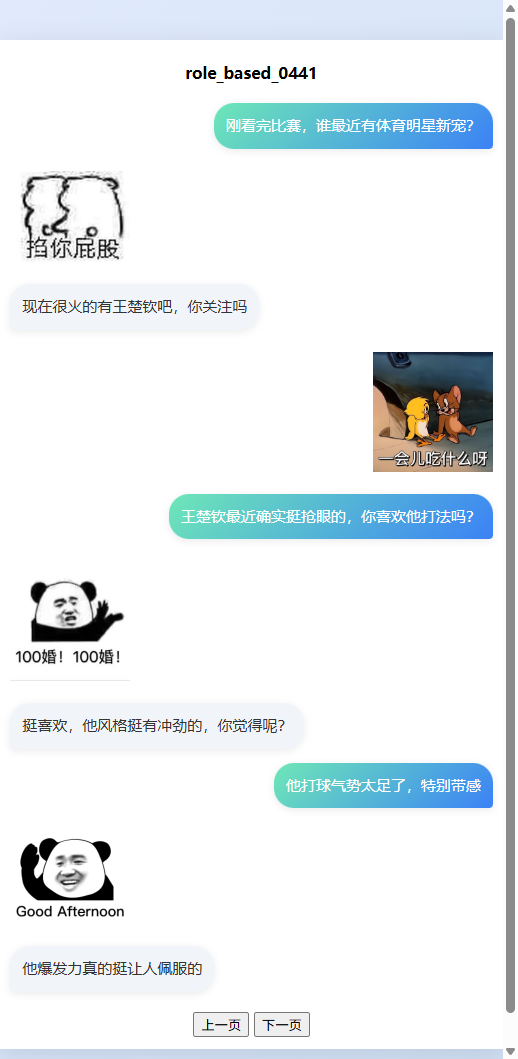 role_based_0441
刚看完比赛，谁最近有体育明星新宠？
掐你屁股
现在很火的有王楚钦吧，你关注吗
一会儿吃什么呀
王楚钦最近确实挺抢眼的，你喜欢他打法吗？
100婚！100婚！
挺喜欢，他风格挺有冲劲的，你觉得呢？
他打球气势太足了，特别带感
Good Afternoon
他爆发力真的挺让人佩服的
上一页 下一页